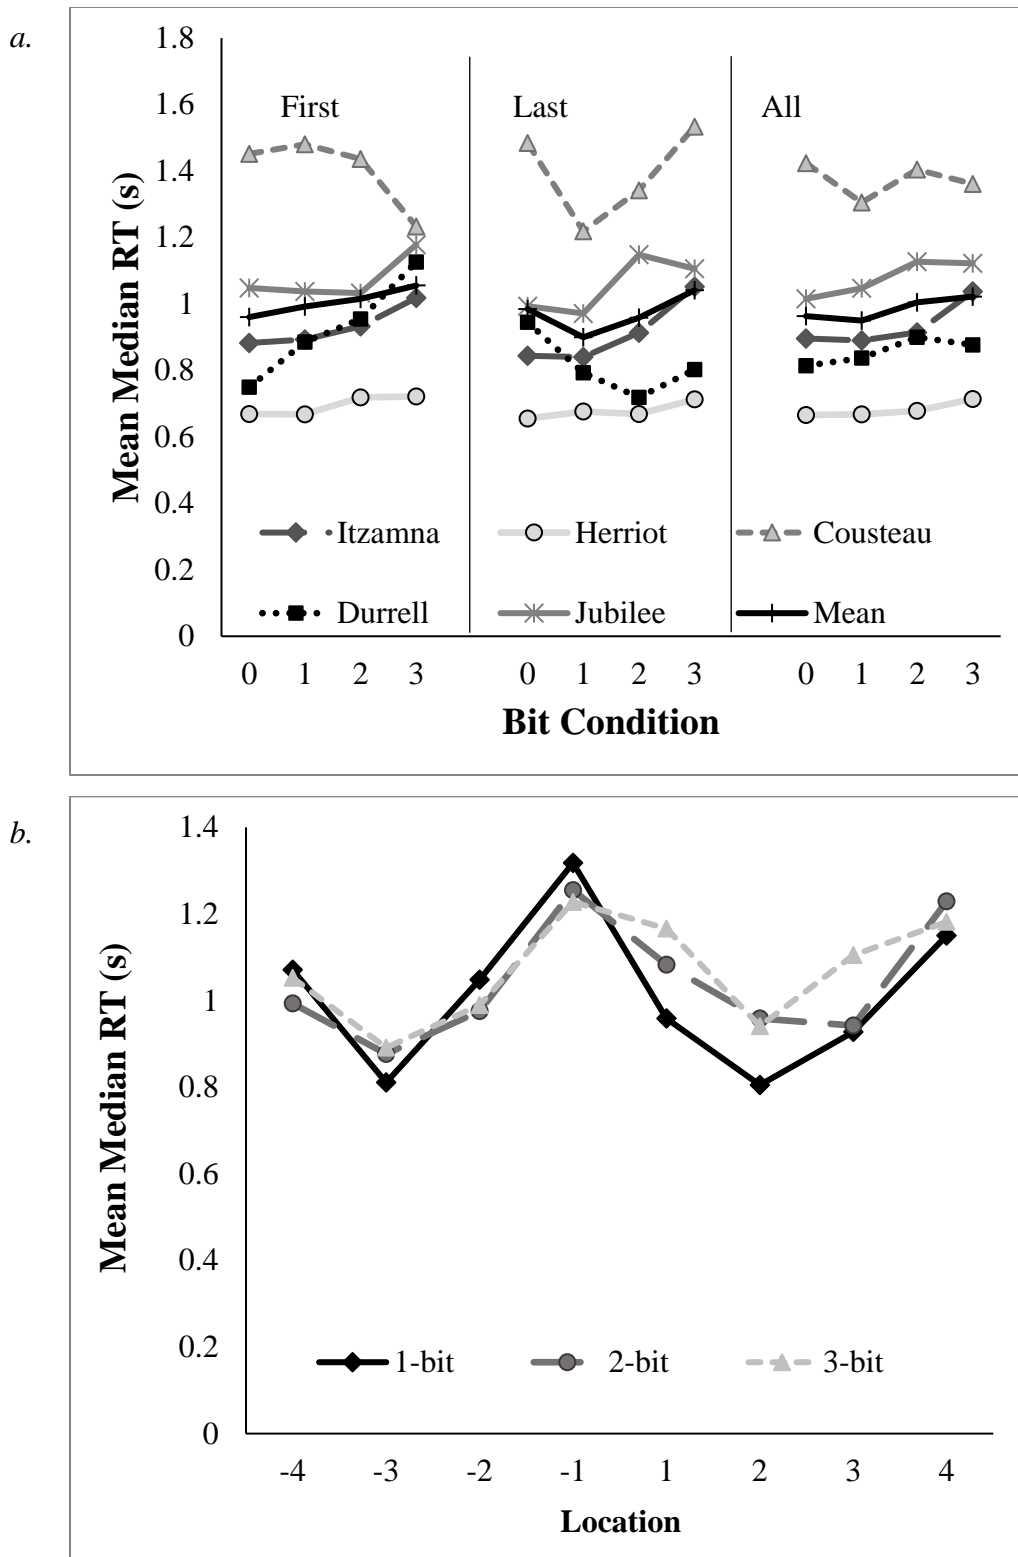 a.
1.8
1.6
1.4
1.2
1
0.8
0.6
0.4
0.2
0
Mean Median RT (s)
First Last All
Itzamna Herriot Cousteau
Durrell Jubilee Mean
0 1 2 3 0 1 2 3 0 1 2 3
Bit Condition
b.
1.4
1.2
1
0.8
0.6
0.4
0.2
0
Mean Median RT (s)
1-bit 2-bit 3-bit
-4 -3 -2 -1 1 2 3 4
Location